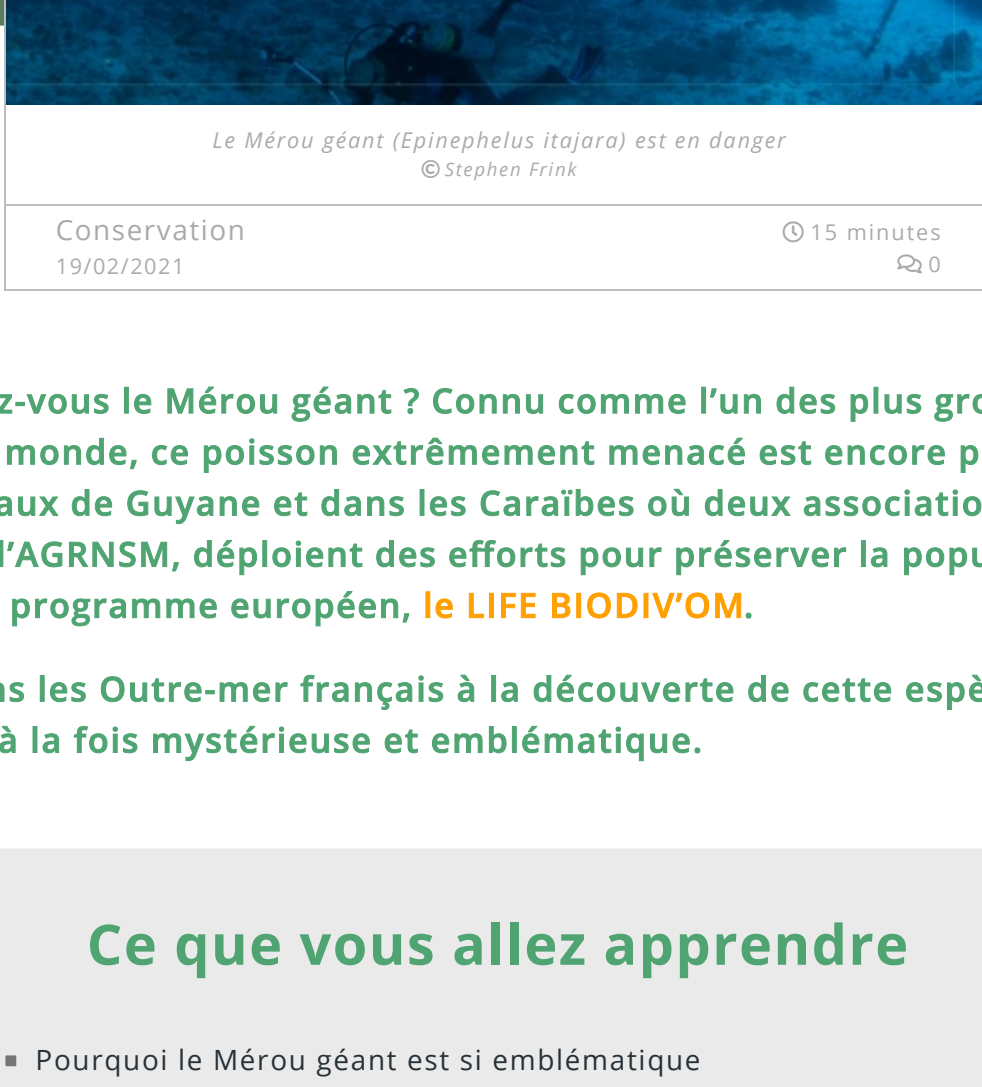 Le Mérou géant (Epinephelus itajara) est en danger
© Stephen Frink
Conservation
19/02/2021
15 minutes
0
z-vous le Mérou géant ? Connu comme l’un des plus gro
monde, ce poisson extrêmement menacé est encore p
aux de Guyane et dans les Caraïbes où deux associatio
l’AGRNSM, déploient des efforts pour préserver la popu
programme européen, le LIFE BIODIV’OM.
ns les Outre-mer français à la découverte de cette espè
à la fois mystérieuse et emblématique.
Ce que vous allez apprendre
▪ Pourquoi le Mérou géant est si emblématique